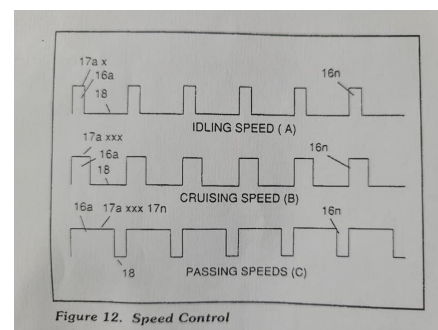 17a x
16a
16n
18
IDLING SPEED (A)
17a xxx
16a
16n
18
CRUISING SPEED (B)
16a 17a xxx 17n
16n
18
PASSING SPEEDS (C)
Figure 12. Speed Control